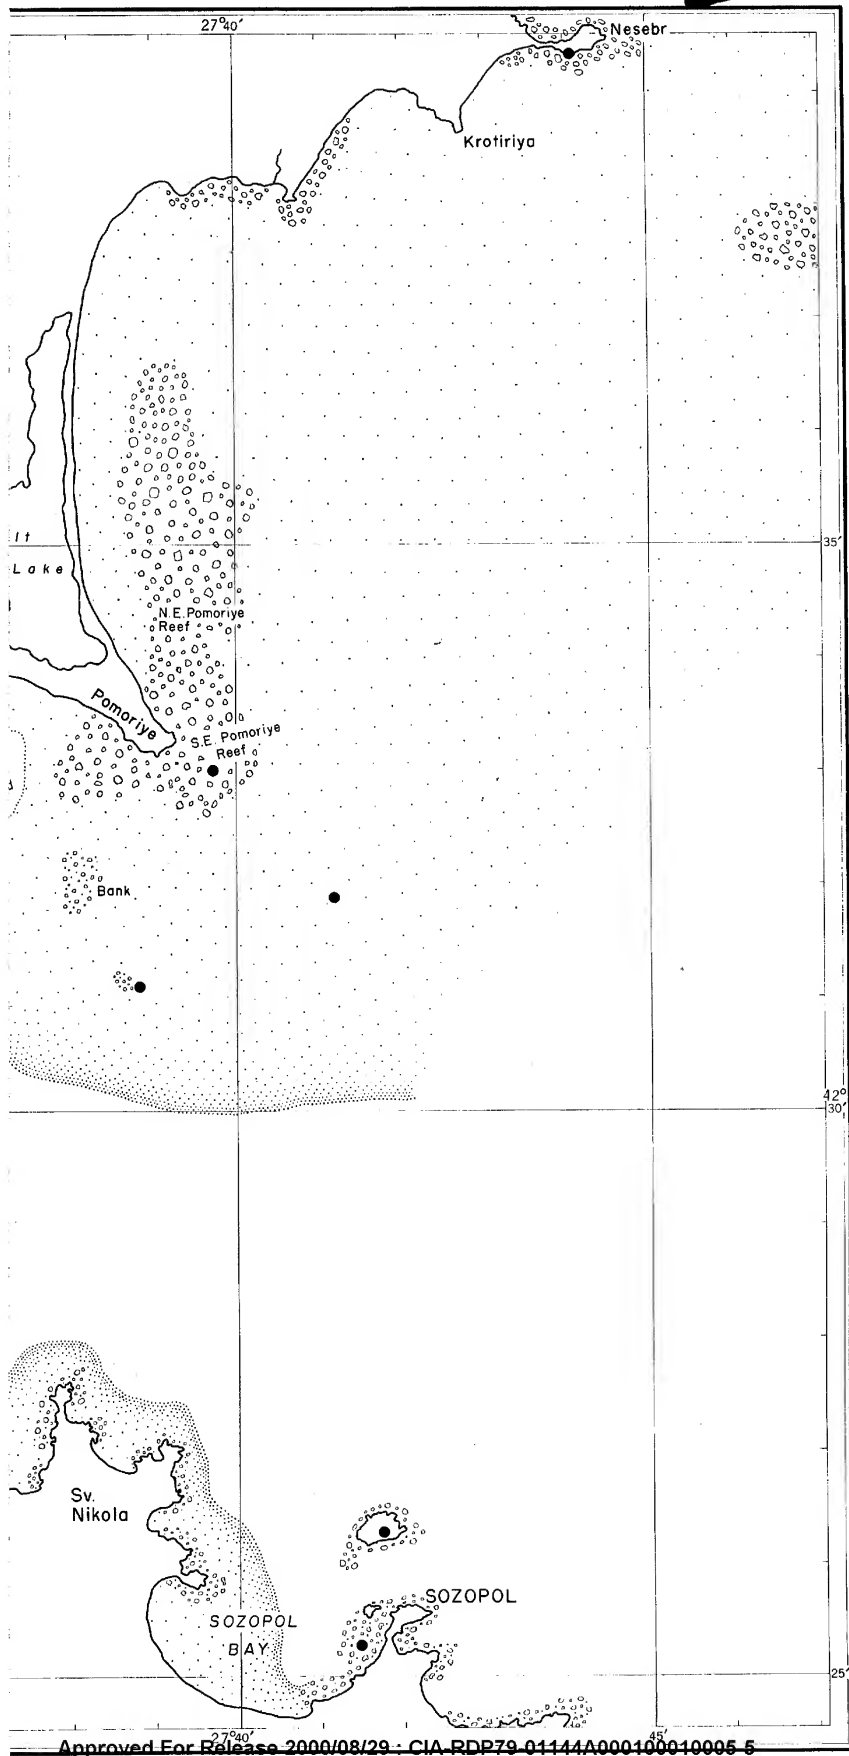 27°40'
Nesebr
Krotiriya
35'
lt
Lake
N.E. Pomoriye
Reef
Pomoriye
S.E. Pomoriye
Reef
Bank
42°
30'
Sv.
Nikola
SOZOPOL
SOZOPOL
BAY
25'
27°40'
45'
Approved For Release 2000/08/29 : CIA-RDP79-01144A000100010005-5